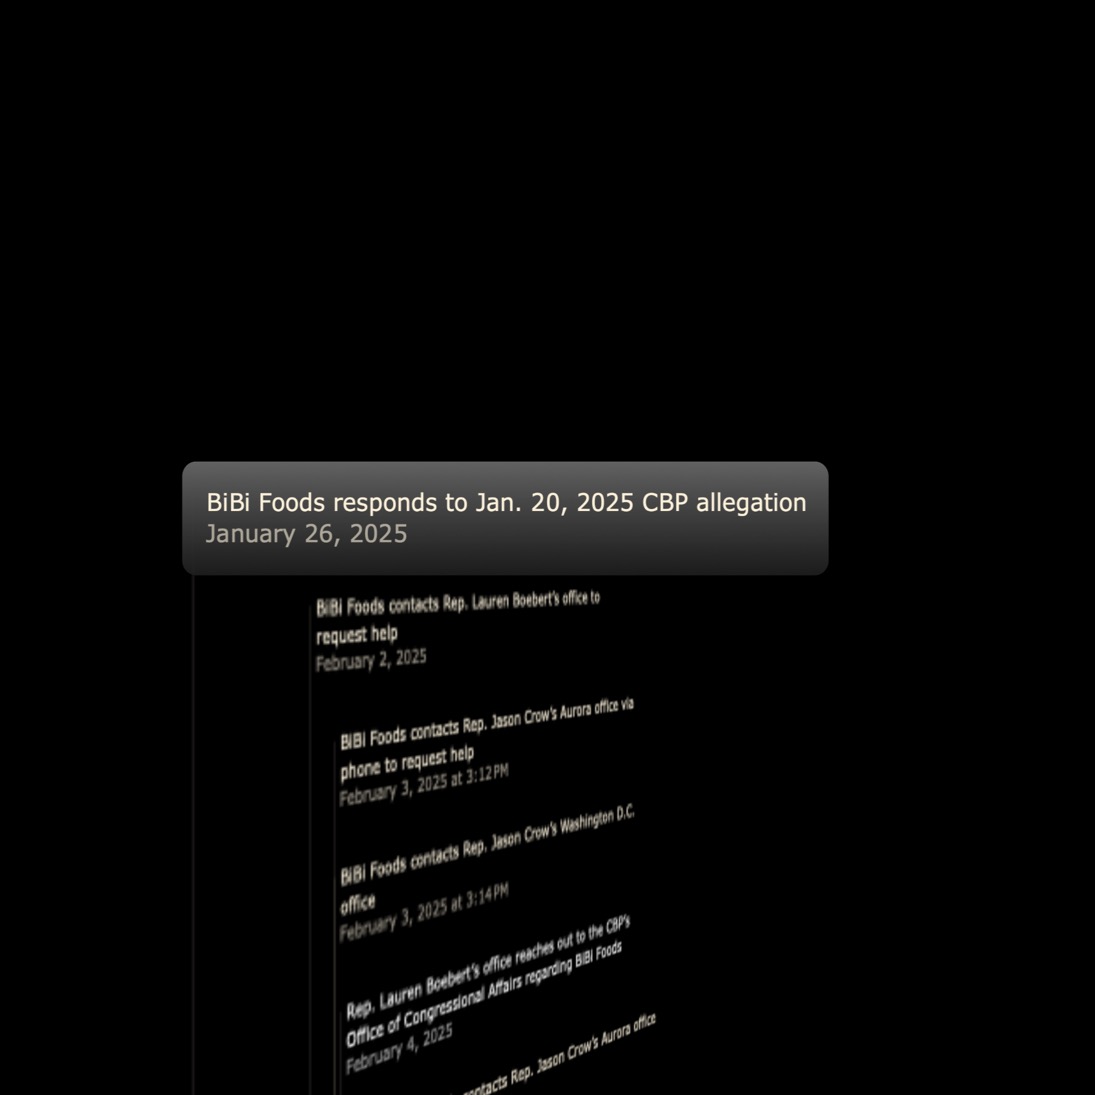 BiBi Foods responds to Jan. 20, 2025 CBP allegation
January 26, 2025
BiBi Foods contacts Rep. Lauren Boebert's office to
request help
February 2, 2025
BiBi Foods contacts Rep. Jason Crow's Aurora office via
phone to request help
February 3, 2025 at 3:12 PM
BiBi Foods contacts Rep. Jason Crow's Washington D.C.
office
February 3, 2025 at 3:14 PM
Rep. Lauren Boebert's office reaches out to the CBP's
Office of Congressional Affairs regarding BiBi Foods
February 4, 2025
Rep. Jason Crow's Aurora office